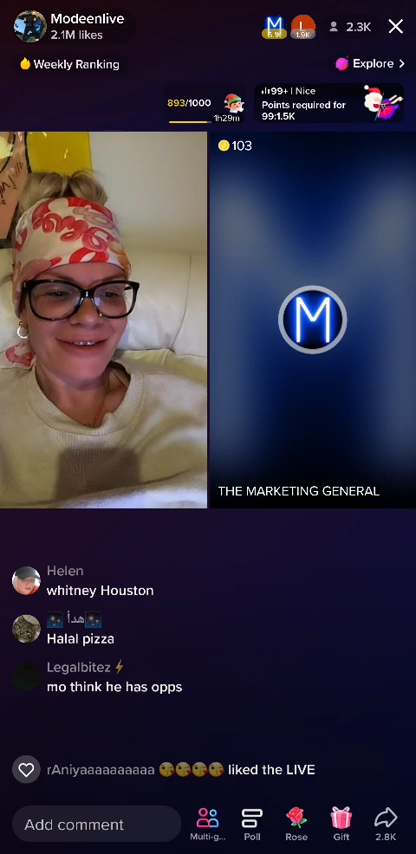 Modeenlive
2.1M likes
M
L
1.9K
2.3K
Weekly Ranking
Explore >
893/1000
1h29m
99+ | Nice
Points required for
99:1.5K
103
M
THE MARKETING GENERAL
Helen
whitney Houston
هدأ
Halal pizza
Legalbitez
mo think he has opps
rAniyaaaaaaaaaa 😘😘😘😘 liked the LIVE
Add comment
Multi-g...
Poll
Rose
Gift
2.8K